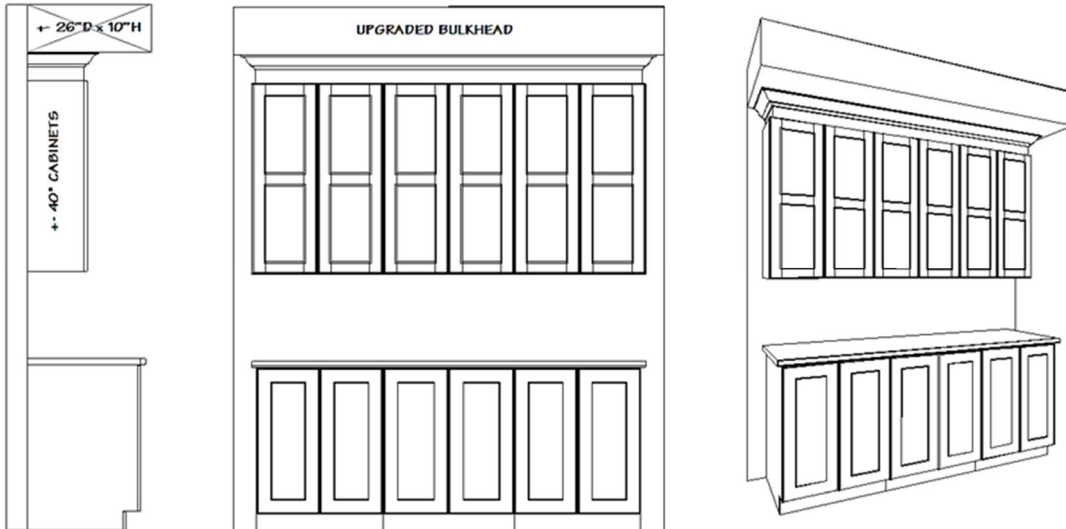 +- 26"D x 10"H
UPGRADED BULKHEAD
+- 40" CABINETS